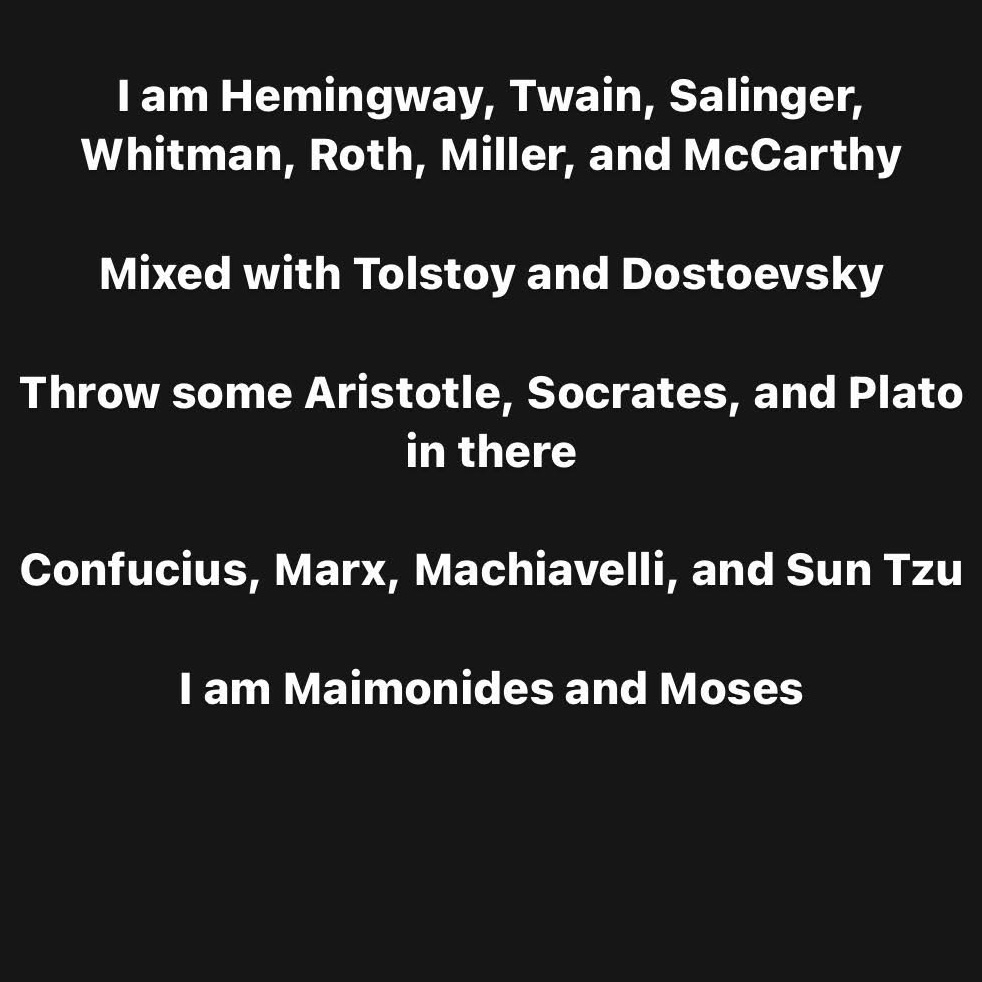 I am Hemingway, Twain, Salinger,
Whitman, Roth, Miller, and McCarthy
Mixed with Tolstoy and Dostoevsky
Throw some Aristotle, Socrates, and Plato
in there
Confucius, Marx, Machiavelli, and Sun Tzu
I am Maimonides and Moses